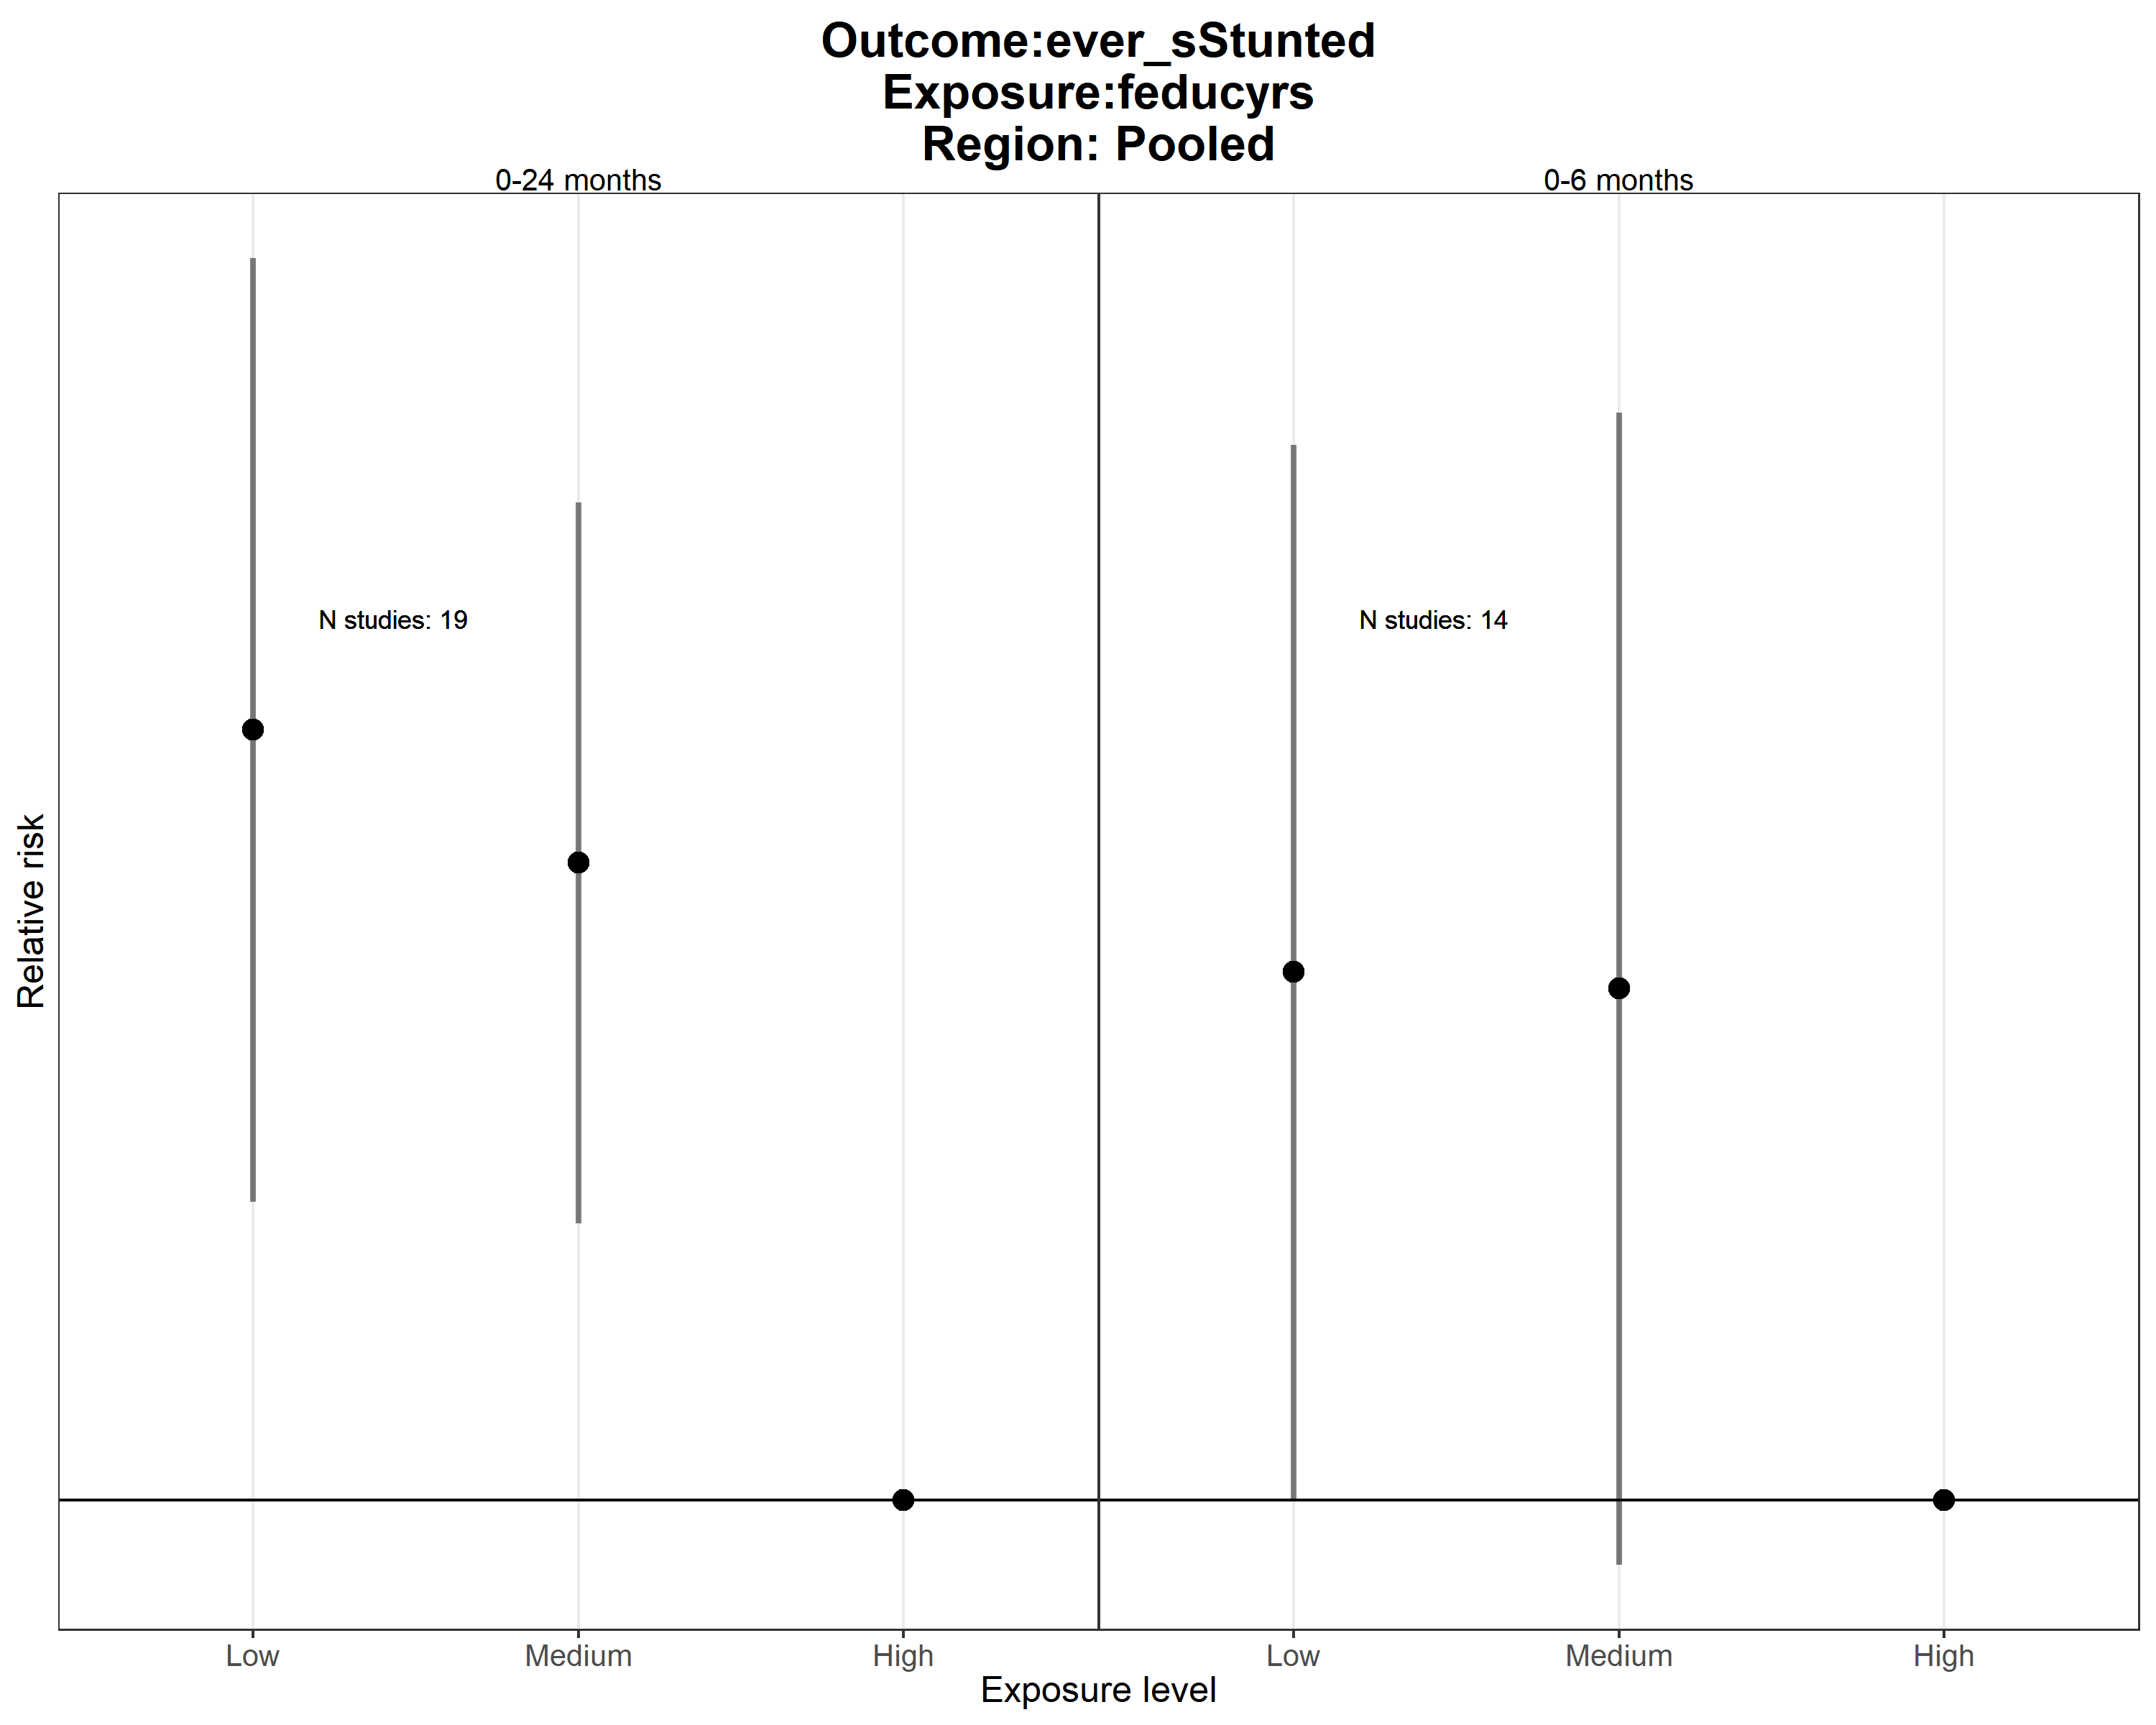 Outcome:ever_sStunted
Exposure:feducyrs
Region: Pooled
0-24 months
0-6 months
N studies: 19
N studies: 14
Relative risk
Low
Medium
High
Low
Medium
High
Exposure level